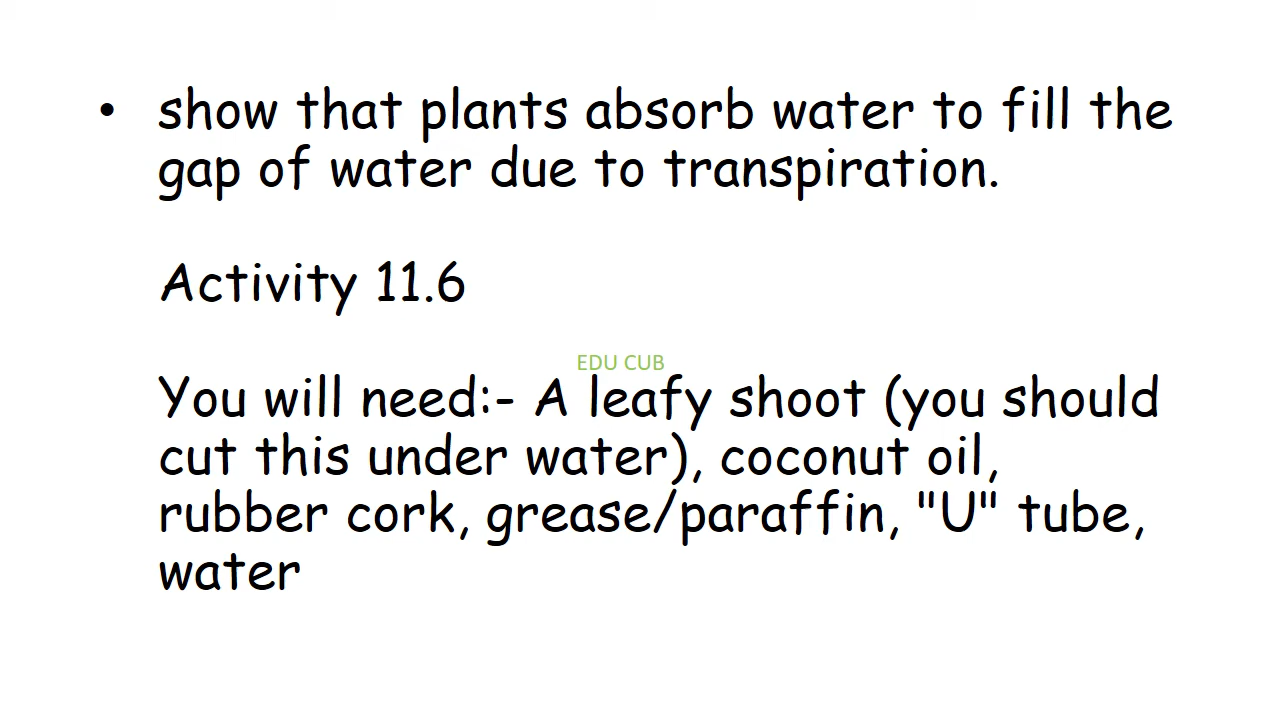 • show that plants absorb water to fill the
gap of water due to transpiration.
Activity 11.6
EDU CUB
You will need:- A leafy shoot (you should
cut this under water), coconut oil,
rubber cork, grease/paraffin, "U" tube,
water